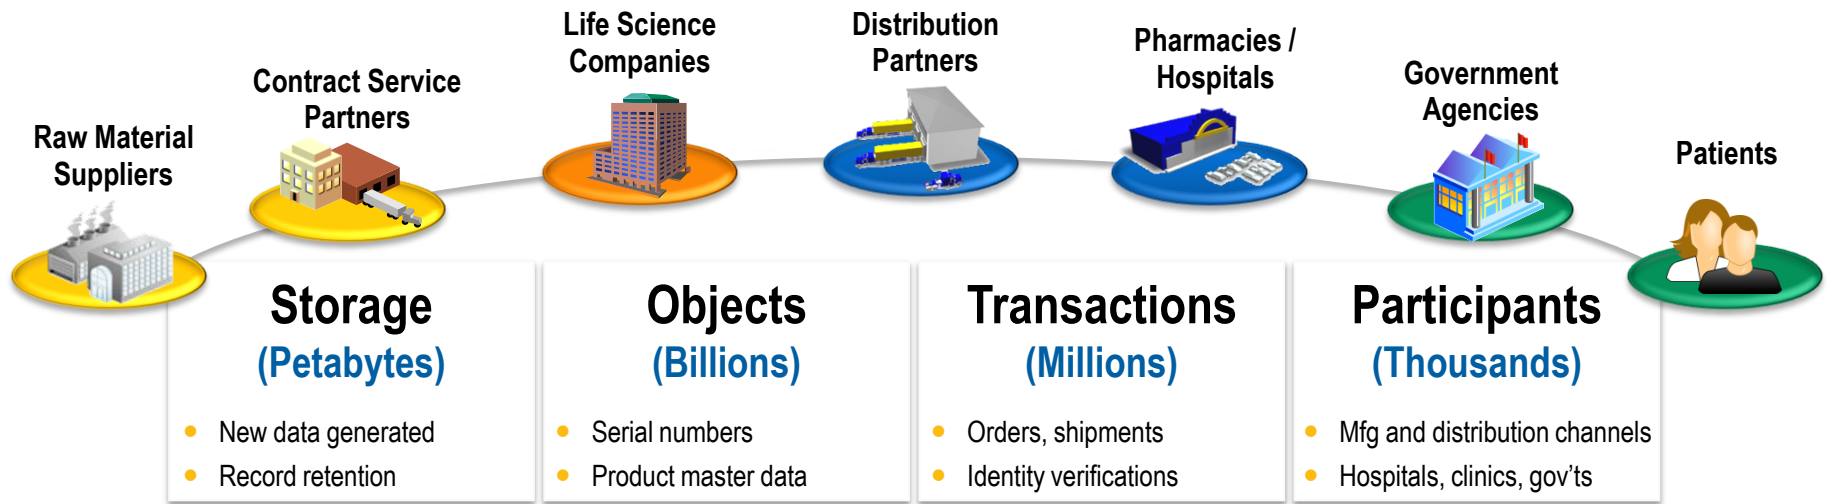 Raw Material
Suppliers
Contract Service
Partners
Life Science
Companies
Distribution
Partners
Pharmacies /
Hospitals
Government
Agencies
Patients
Storage
(Petabytes)
• New data generated
• Record retention
Objects
(Billions)
• Serial numbers
• Product master data
Transactions
(Millions)
• Orders, shipments
• Identity verifications
Participants
(Thousands)
• Mfg and distribution channels
• Hospitals, clinics, gov’ts